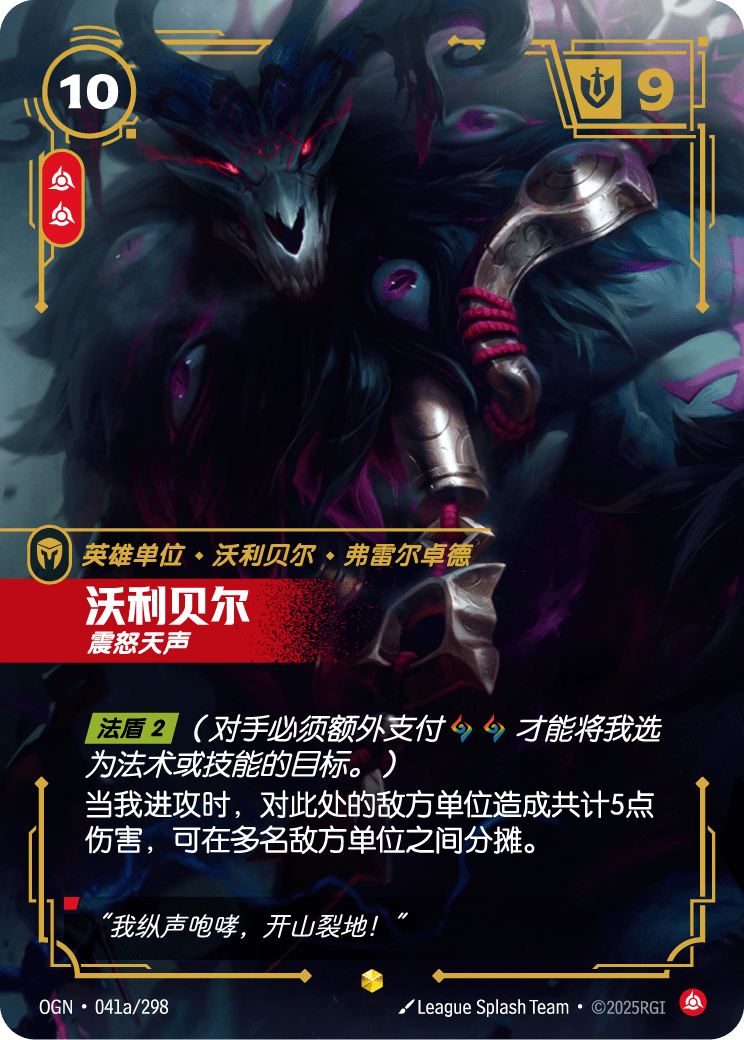 10
9
英雄单位 • 沃利贝尔 • 弗雷尔卓德
沃利贝尔
震怒天声
法盾 2 （对手必须额外支付 才能将我选
为法术或技能的目标。）
当我进攻时，对此处的敌方单位造成共计5点
伤害，可在多名敌方单位之间分摊。
“我纵声咆哮，开山裂地！”
OGN • 041a/298
League Splash Team • ©2025RGI